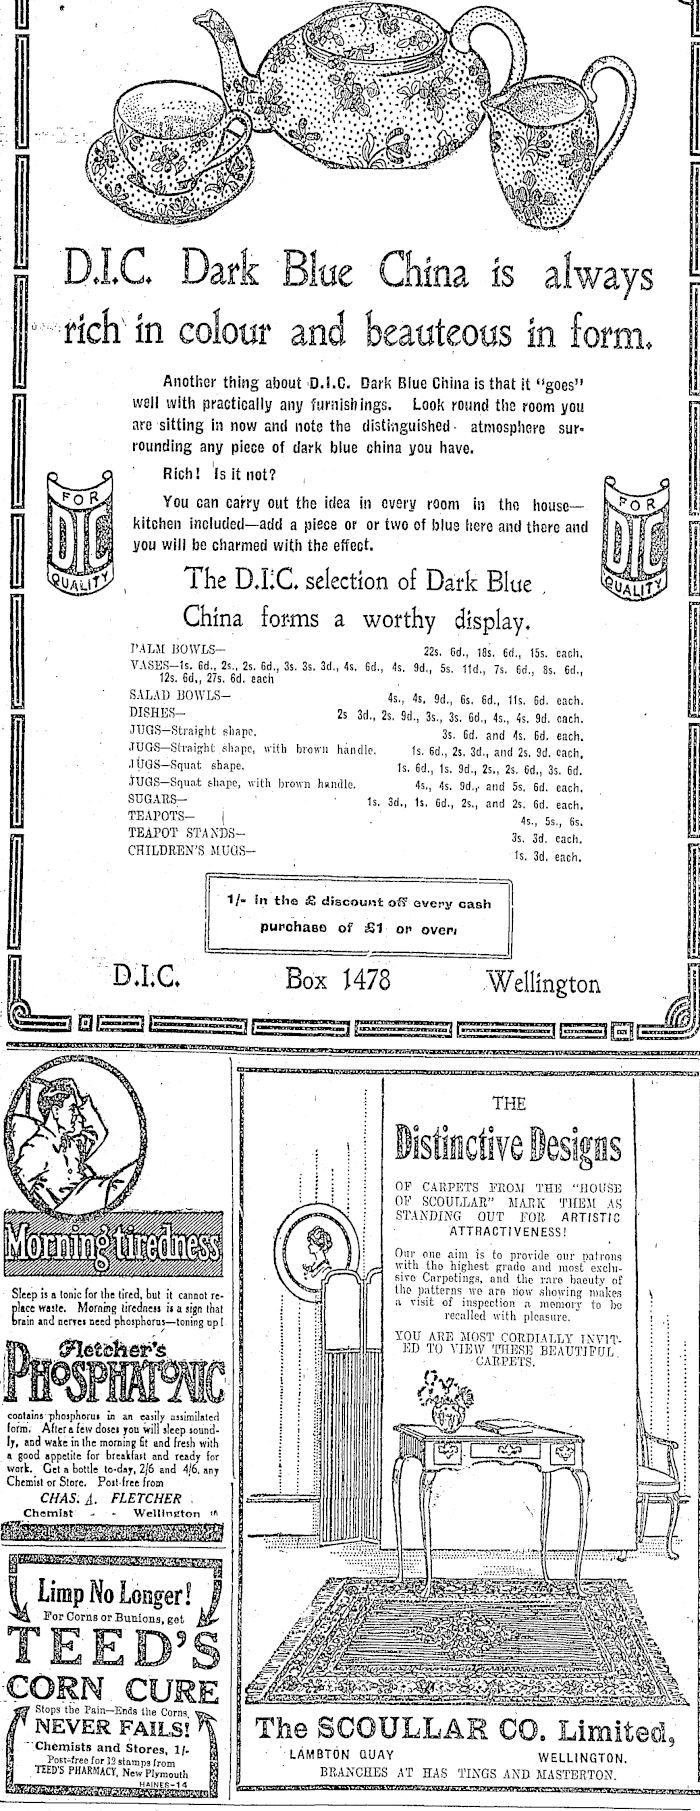 D.I.C. Dark Blue China is always
rich in colour and beauteous in form.
Another thing about D.I.C. Dark Blue China is that it "goes"
well with practically any furnishings. Look round the room you
are sitting in now and note the distinguished atmosphere sur-
rounding any piece of dark blue china you have.
Rich! Is it not?
You can carry out the idea in every room in the house—
kitchen included—add a piece or or two of blue here and there and
you will be charmed with the effect.
FOR
DIC
QUALITY
FOR
DIC
QUALITY
The D.I.C. selection of Dark Blue
China forms a worthy display.
PALM BOWLS— 22s. 6d., 18s. 6d., 15s. each.
VASES—1s. 6d., 2s., 2s. 6d., 3s. 3s. 3d., 4s. 6d., 4s. 9d., 5s. 11d., 7s. 6d., 8s. 6d.,
12s. 6d., 27s. 6d. each
SALAD BOWLS— 4s., 4s. 9d., 6s. 6d., 11s. 6d. each.
DISHES— 2s 3d., 2s. 9d., 3s., 3s. 6d., 4s., 4s. 9d. each.
JUGS—Straight shape. 3s. 6d. and 4s. 6d. each.
JUGS—Straight shape, with brown handle. 1s. 6d., 2s. 3d., and 2s. 9d. each,
JUGS—Squat shape. 1s. 6d., 1s. 9d., 2s., 2s. 6d., 3s. 6d.
JUGS—Squat shape, with brown handle. 4s., 4s. 9d., and 5s. 6d. each.
SUGARS— 1s. 3d., 1s. 6d., 2s., and 2s. 6d. each.
TEAPOTS— 4s., 5s., 6s.
TEAPOT STANDS— 3s. 3d. each.
CHILDREN'S MUGS— 1s. 3d. each.
1/- in the £ discount off every cash
purchase of £1 or over.
D.I.C. Box 1478 Wellington
Morning tiredness
Sleep is a tonic for the tired, but it cannot re-
place waste. Morning tiredness is a sign that
brain and nerves need phosphorus—toning up!
Fletcher's
PHOSPHATONIC
contains phosphorus in an easily assimilated
form. After a few doses you will sleep sound-
ly, and wake in the morning fit and fresh with
a good appetite for breakfast and ready for
work. Get a bottle to-day, 2/6 and 4/6, any
Chemist or Store. Post-free from
CHAS. A. FLETCHER
Chemist - - Wellington
Limp No Longer!
For Corns or Bunions, get
TEED'S
CORN CURE
Stops the Pain—Ends the Corns.
NEVER FAILS!
Chemists and Stores, 1/-
Post-free for 12 stamps from
TEED'S PHARMACY, New Plymouth
HAINES-14
THE
Distinctive Designs
OF CARPETS FROM THE "HOUSE
OF SCOULLAR" MARK THEM AS
STANDING OUT FOR ARTISTIC
ATTRACTIVENESS!
Our one aim is to provide our patrons
with the highest grade and most exclu-
sive Carpetings, and the rare baeuty of
the patterns we are now showing makes
a visit of inspection a memory to be
recalled with pleasure.
YOU ARE MOST CORDIALLY INVIT-
ED TO VIEW THESE BEAUTIFUL
CARPETS.
The SCOULLAR CO. Limited,
LAMBTON QUAY WELLINGTON.
BRANCHES AT HASTINGS AND MASTERTON.